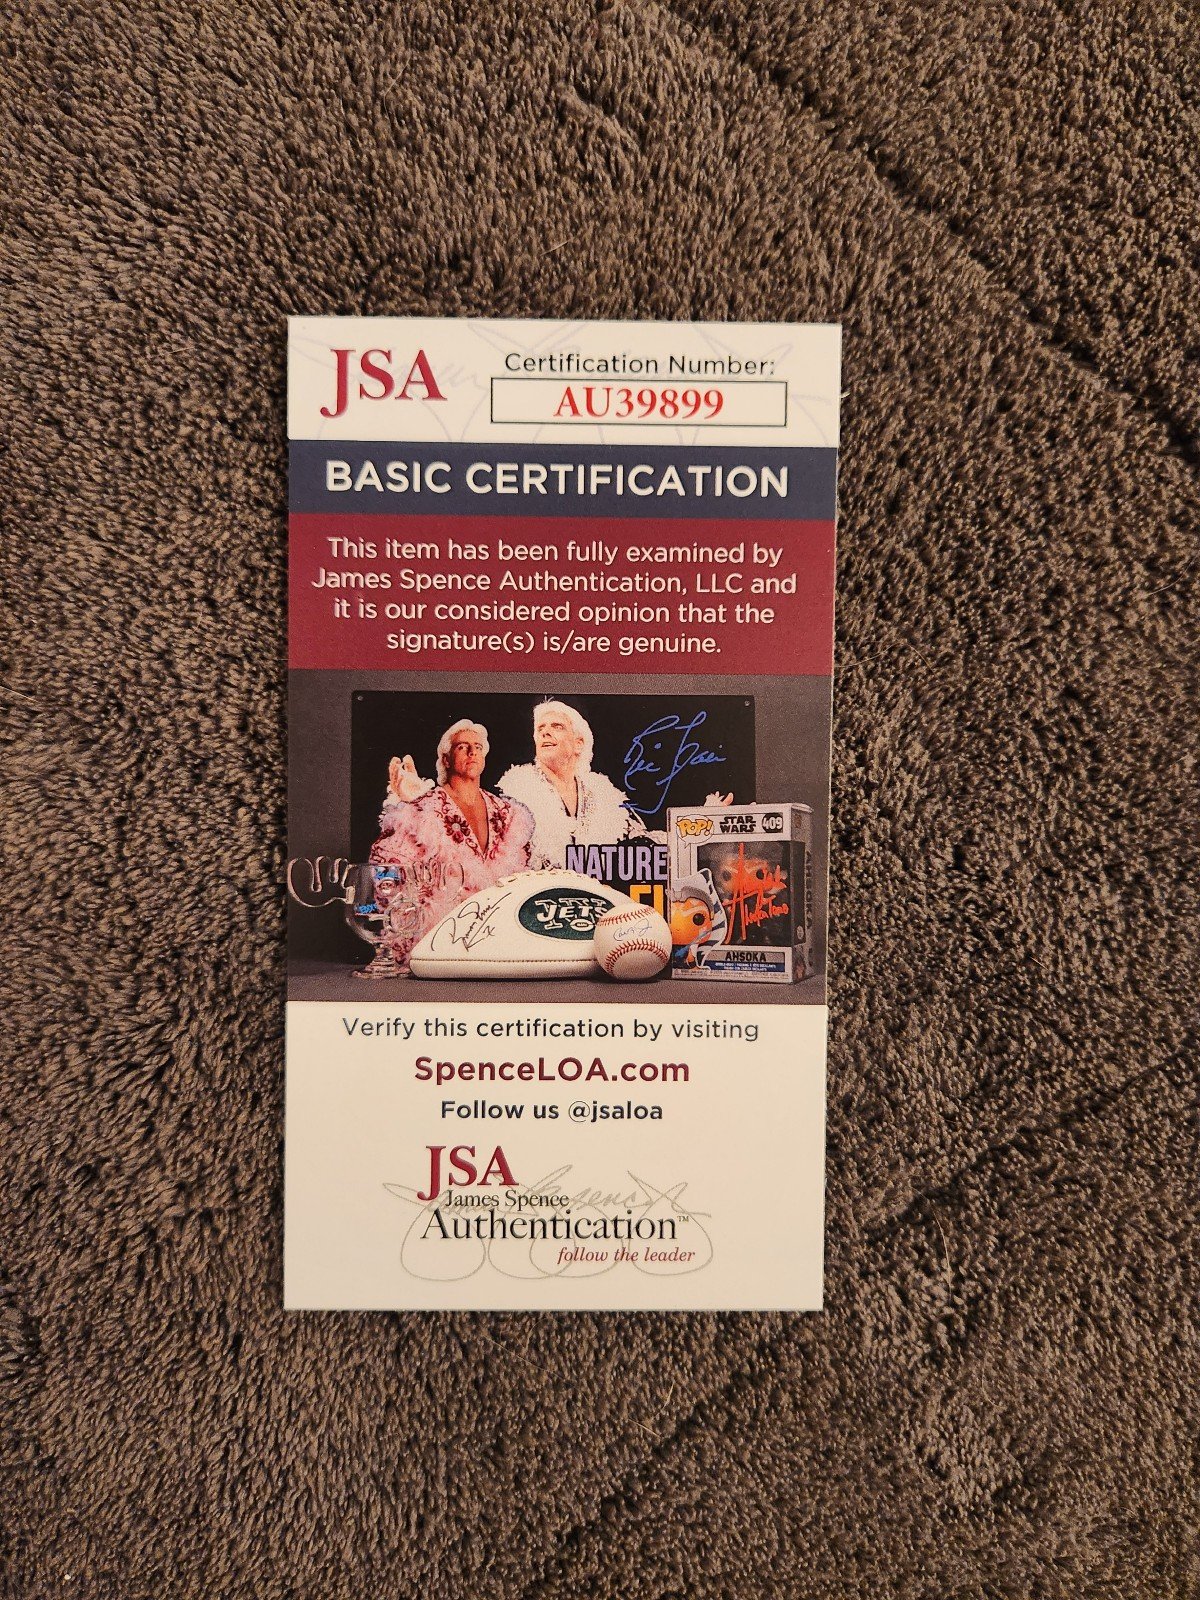 JSA
Certification Number:
AU39899
BASIC CERTIFICATION
This item has been fully examined by
James Spence Authentication, LLC and
it is our considered opinion that the
signature(s) is/are genuine.
NATURE
POP!
STAR
WARS
409
JETS
AHSOKA
Verify this certification by visiting
SpenceLOA.com
Follow us @jsaloa
JSA
James Spence
Authentication™
follow the leader